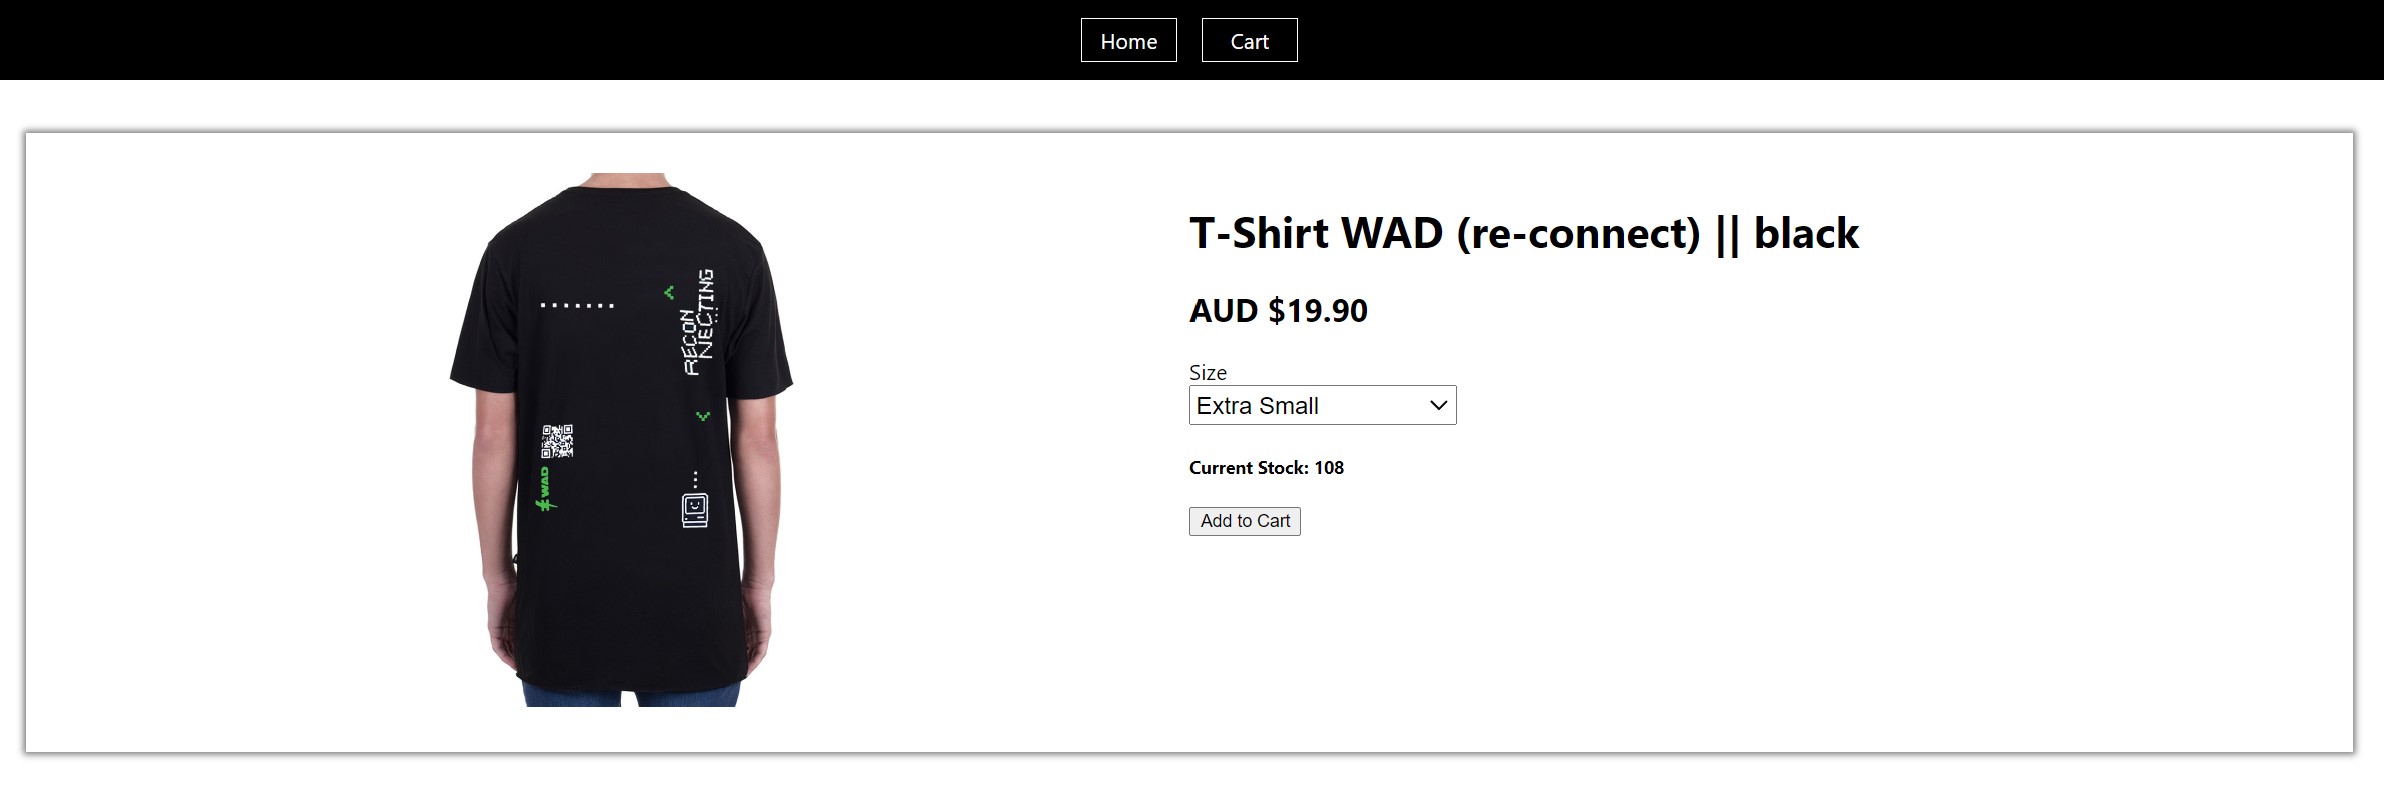 Home
Cart
RECON
NECTING
WAD
T-Shirt WAD (re-connect) || black
AUD $19.90
Size
Extra Small
Current Stock: 108
Add to Cart